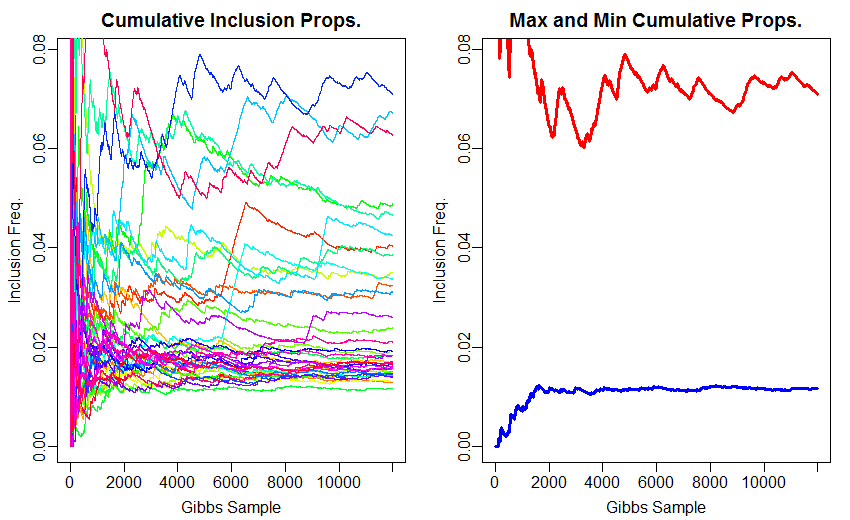 Cumulative Inclusion Props.
Inclusion Freq.
0.08
0.06
0.04
0.02
0.00
0 2000 4000 6000 8000 10000
Gibbs Sample
Max and Min Cumulative Props.
Inclusion Freq.
0.08
0.06
0.04
0.02
0.00
0 2000 4000 6000 8000 10000
Gibbs Sample